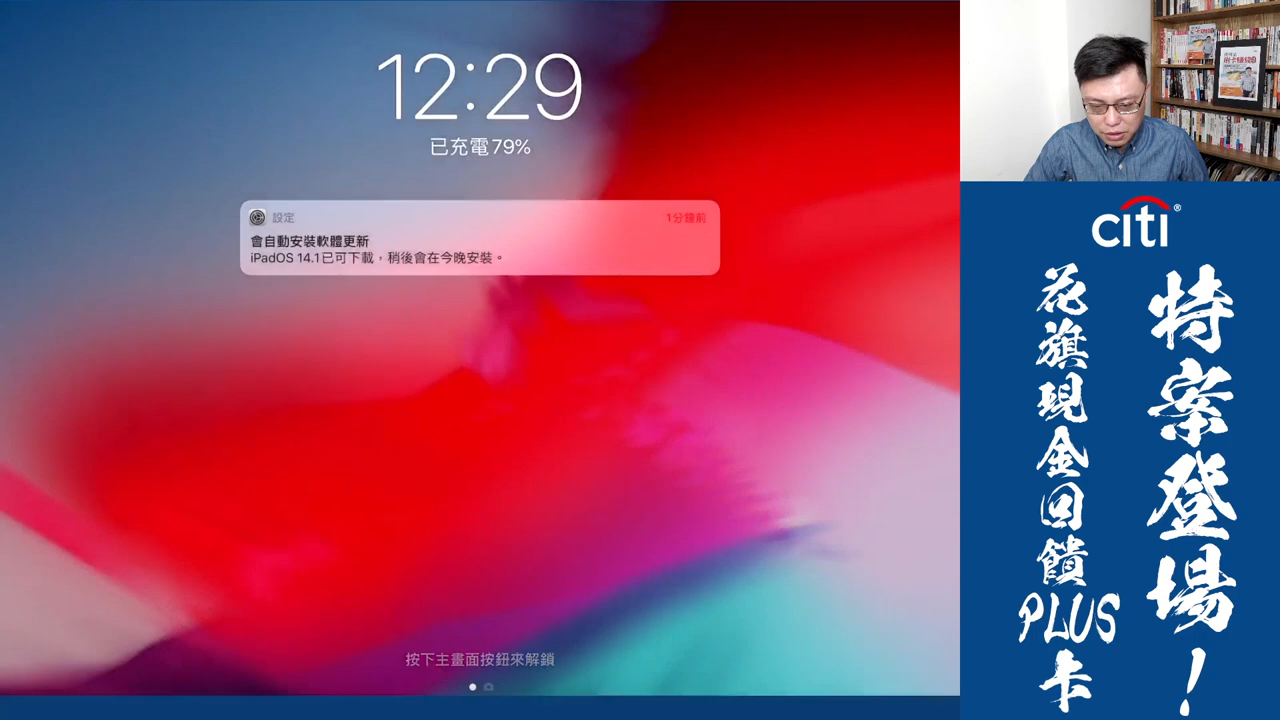 12:29
已充電79%
設定
1分鐘前
會自動安裝軟體更新
iPadOS 14.1已可下載，稍後會在今晚安裝。
按下主畫面按鈕來解鎖
citi®
特案登場！
花旗現金回饋PLUS卡